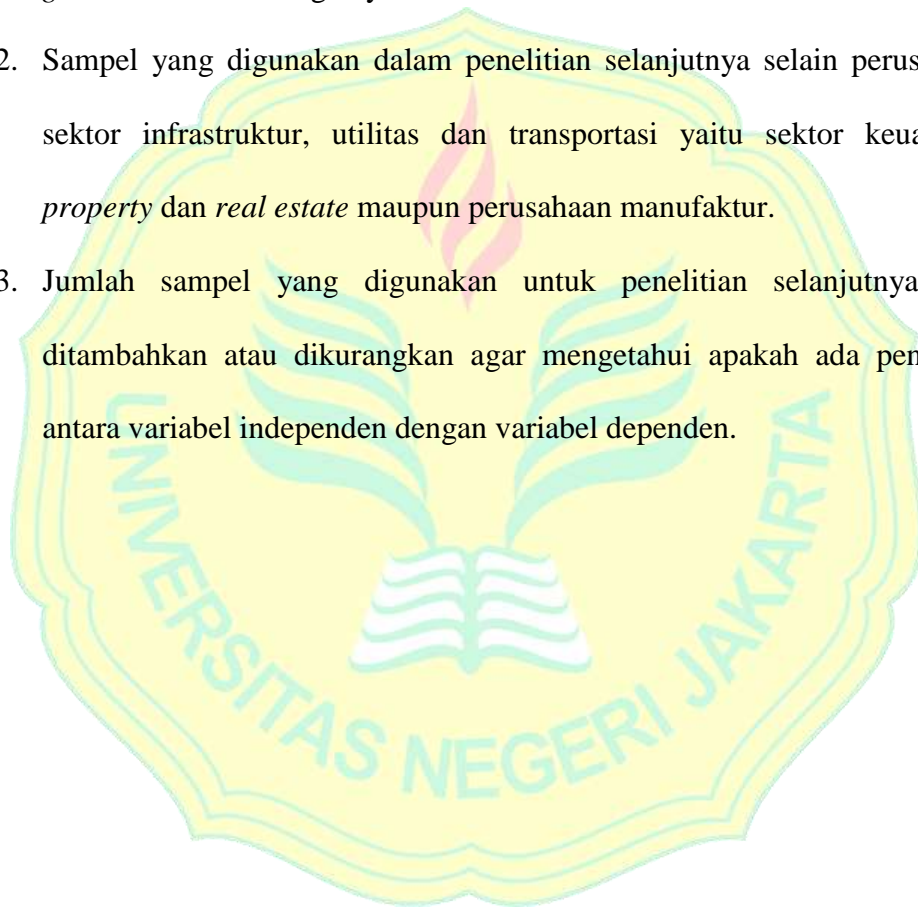 2. Sampel yang digunakan dalam penelitian selanjutnya selain perus
sektor infrastruktur, utilitas dan transportasi yaitu sektor keua
property dan real estate maupun perusahaan manufaktur.
3. Jumlah sampel yang digunakan untuk penelitian selanjutnya
ditambahkan atau dikurangkan agar mengetahui apakah ada pen
antara variabel independen dengan variabel dependen.
UNIVERSITAS NEGERI JAKARTA